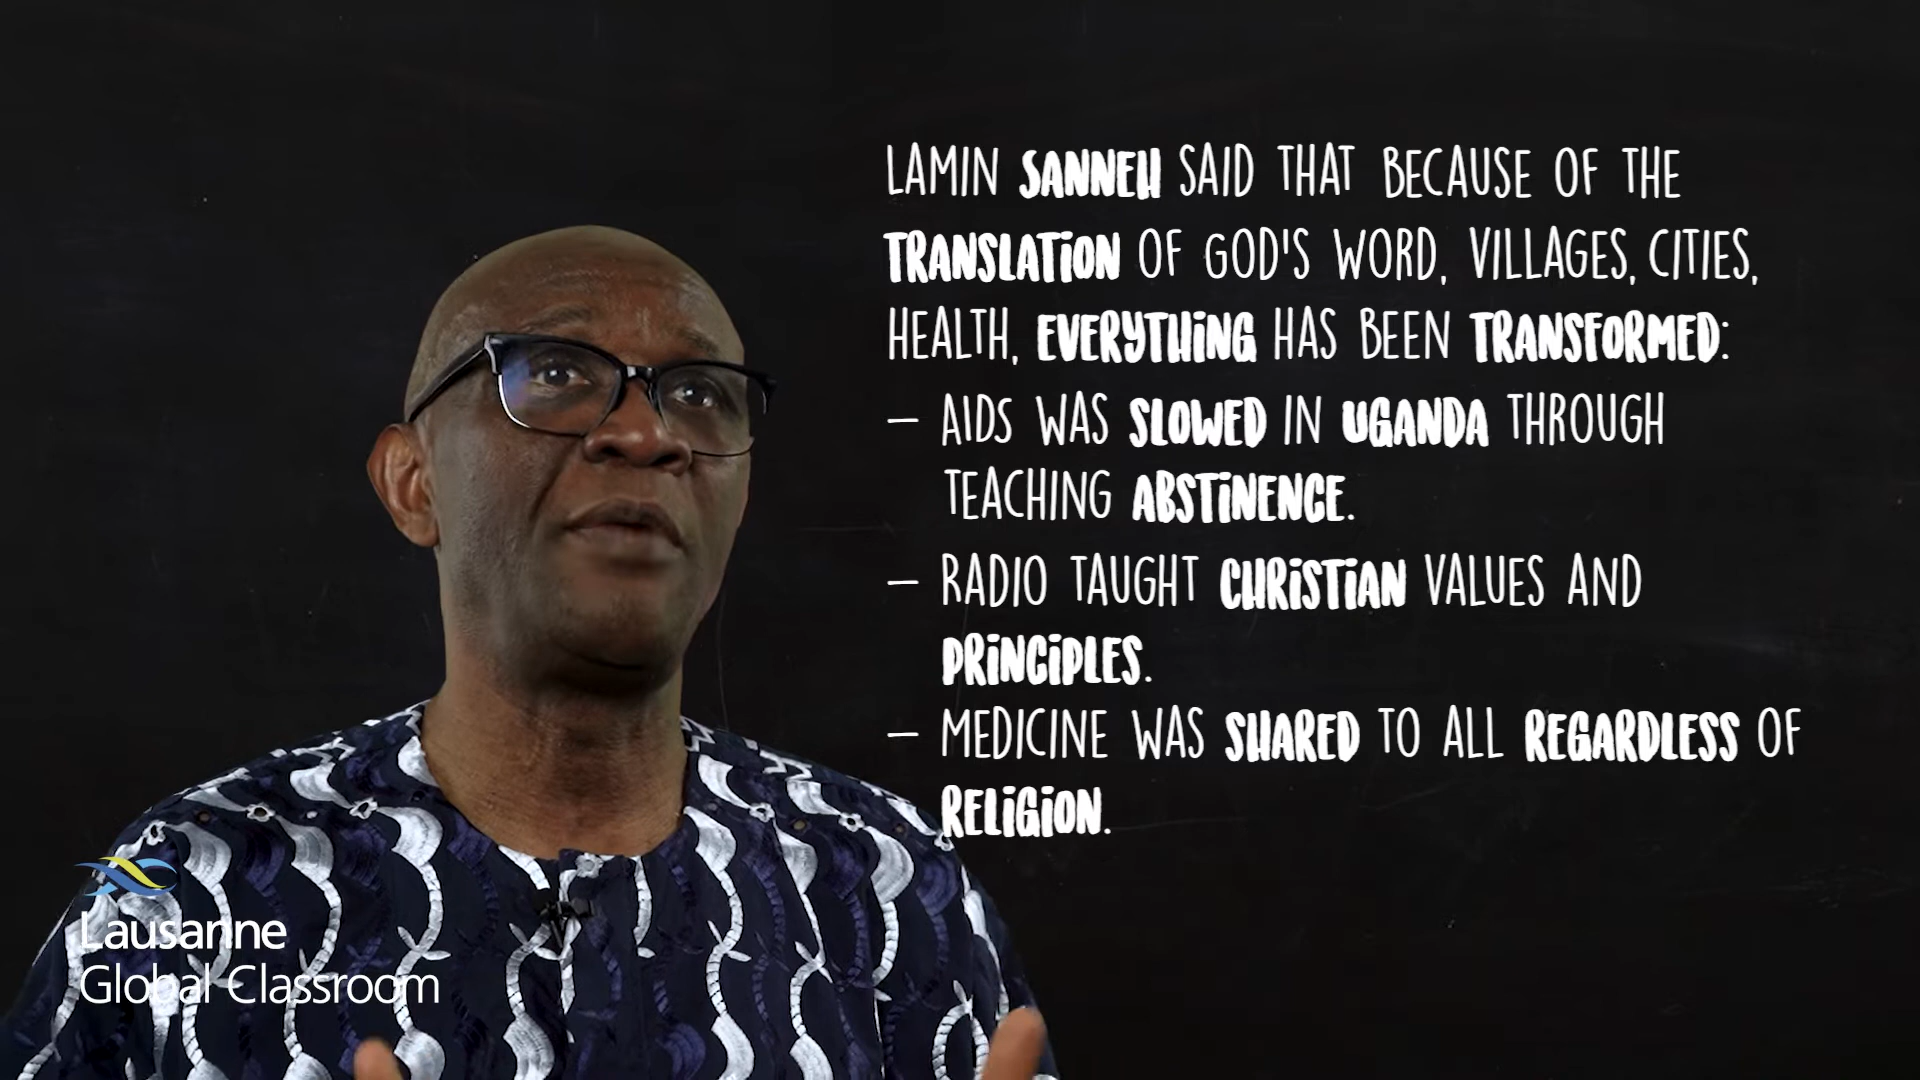 LAMIN SANNEH SAID THAT BECAUSE OF THE
TRANSLATION OF GOD'S WORD, VILLAGES, CITIES,
HEALTH, EVERYTHING HAS BEEN TRANSFORMED:
– AIDS WAS SLOWED IN UGANDA THROUGH
TEACHING ABSTINENCE.
– RADIO TAUGHT CHRISTIAN VALUES AND
PRINCIPLES.
– MEDICINE WAS SHARED TO ALL REGARDLESS OF
RELIGION.
Lausanne
Global Classroom